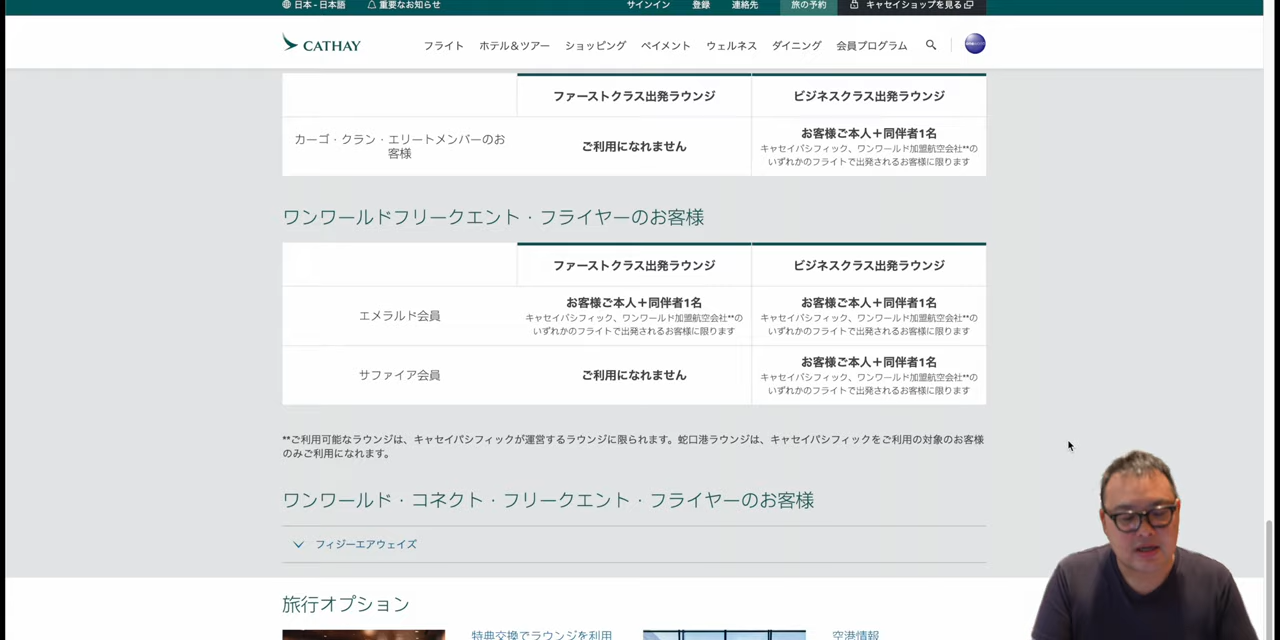 日本 - 日本語 重要なお知らせ サインイン 登録 連絡先 旅の予約 キャセイショップを見る
CATHAY フライト ホテル＆ツアー ショッピング ペイメント ウェルネス ダイニング 会員プログラム
ファーストクラス出発ラウンジ ビジネスクラス出発ラウンジ
カーゴ・クラン・エリートメンバーのお
客様
ご利用になれません
お客様ご本人＋同伴者1名
キャセイパシフィック、ワンワールド加盟航空会社**の
いずれかのフライトで出発されるお客様に限ります
ワンワールドフリークエント・フライヤーのお客様
ファーストクラス出発ラウンジ ビジネスクラス出発ラウンジ
エメラルド会員
お客様ご本人＋同伴者1名
キャセイパシフィック、ワンワールド加盟航空会社**の
いずれかのフライトで出発されるお客様に限ります
お客様ご本人＋同伴者1名
キャセイパシフィック、ワンワールド加盟航空会社**の
いずれかのフライトで出発されるお客様に限ります
サファイア会員
ご利用になれません
お客様ご本人＋同伴者1名
キャセイパシフィック、ワンワールド加盟航空会社**の
いずれかのフライトで出発されるお客様に限ります
**ご利用可能なラウンジは、キャセイパシフィックが運営するラウンジに限られます。蛇口港ラウンジは、キャセイパシフィックをご利用の対象のお客様
のみご利用になれます。
ワンワールド・コネクト・フリークエント・フライヤーのお客様
フィジーエアウェイズ
旅行オプション
特典交換でラウンジを利用 空港情報